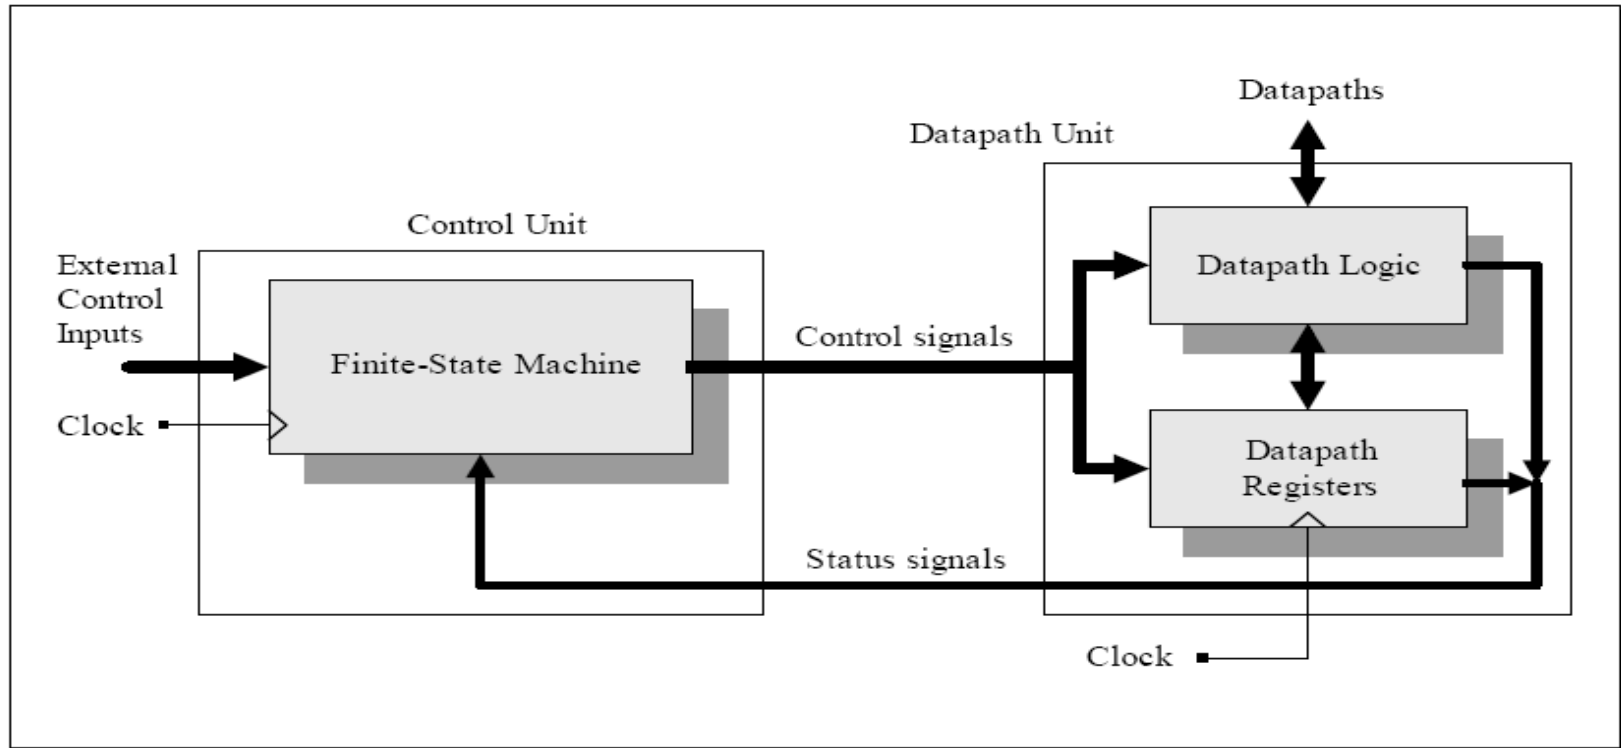 Datapaths
Datapath Unit
Control Unit
External
Control
Inputs
Datapath Logic
Control signals
Finite-State Machine
Clock
Datapath
Registers
Status signals
Clock